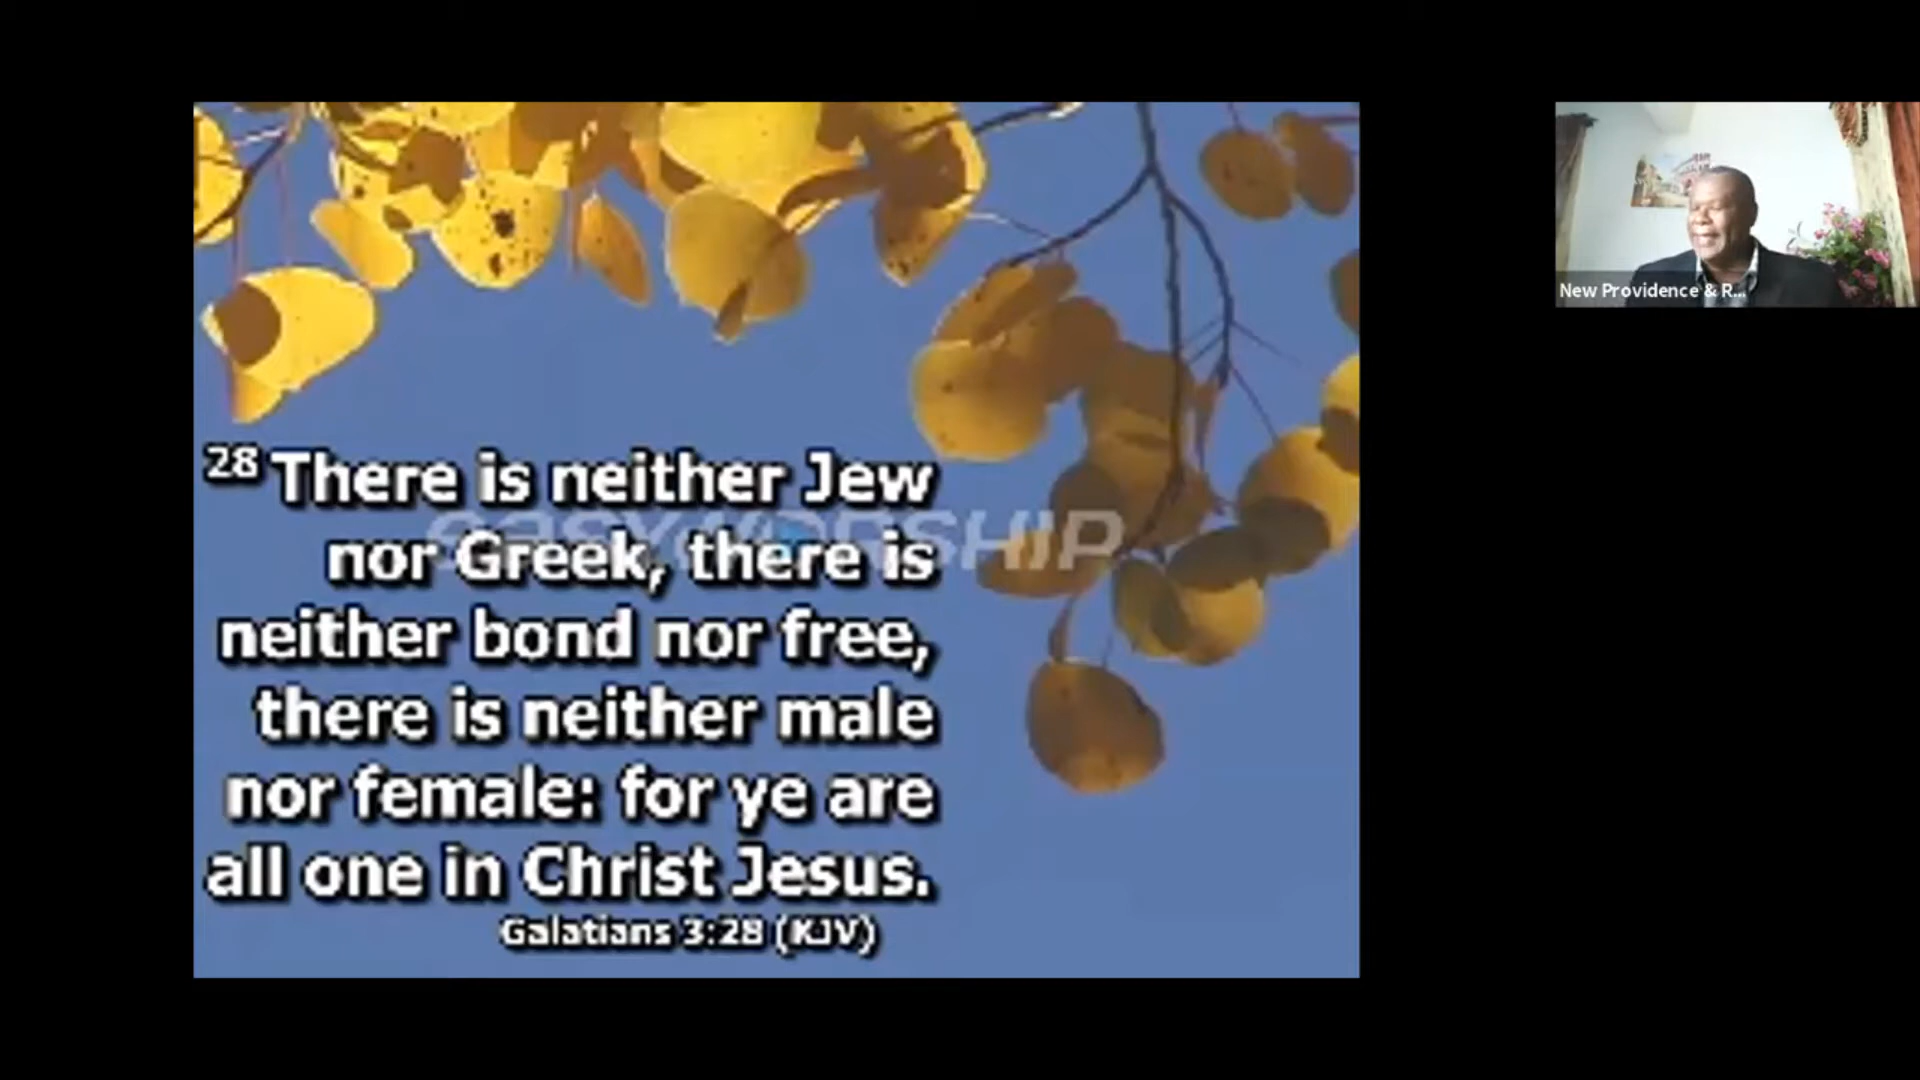 28 There is neither Jew
nor Greek, there is
neither bond nor free,
there is neither male
nor female: for ye are
all one in Christ Jesus.
Galatians 3:28 (KJV)
EASYWORSHIP
New Providence & R...